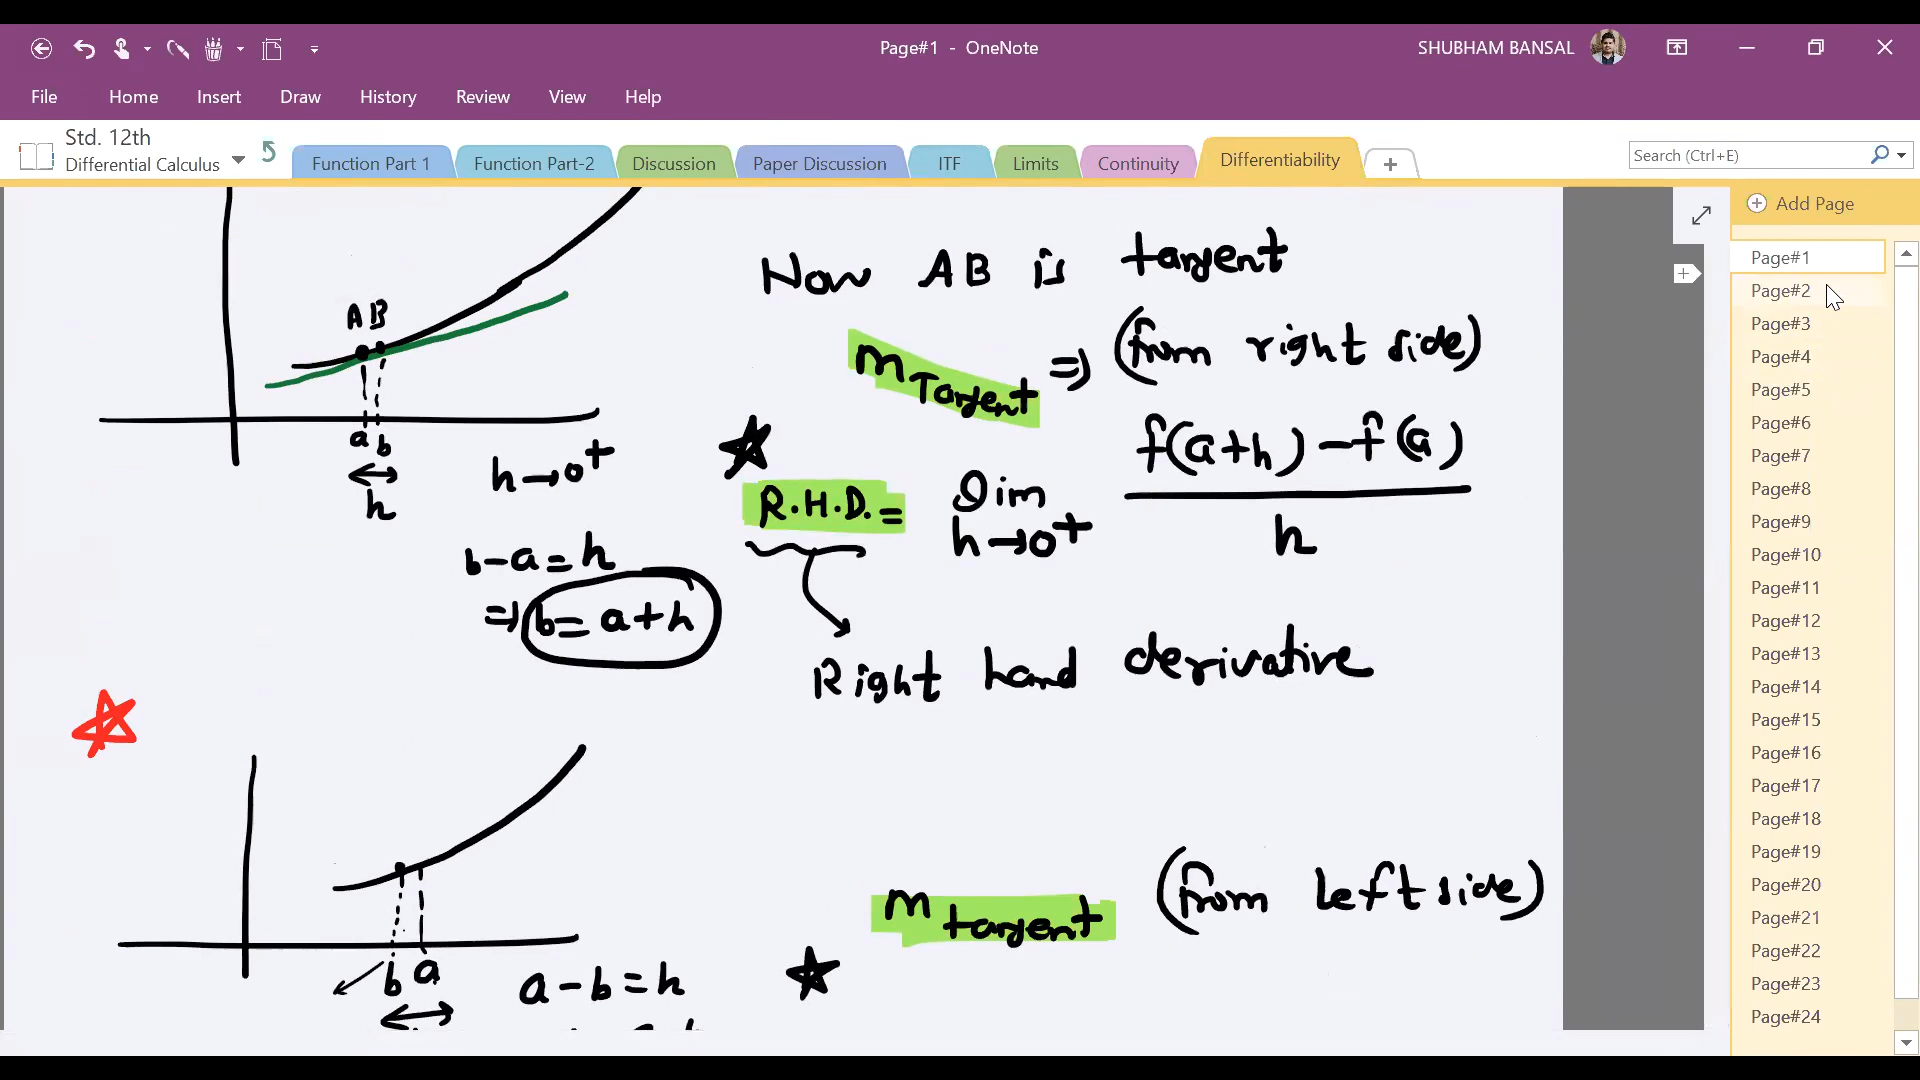 Page#1 - OneNote
SHUBHAM BANSAL
File Home Insert Draw History Review View Help
Std. 12th
Differential Calculus
Function Part 1 Function Part-2 Discussion Paper Discussion ITF Limits Continuity Differentiability
Search (Ctrl+E)
Add Page
Page#1
Page#2
Page#3
Page#4
Page#5
Page#6
Page#7
Page#8
Page#9
Page#10
Page#11
Page#12
Page#13
Page#14
Page#15
Page#16
Page#17
Page#18
Page#19
Page#20
Page#21
Page#22
Page#23
Page#24
A B
a b
h
h→0+
b-a=h
⇒ b= a+h
Now AB is tangent
mTangent ⇒ (from right side)
R.H.D. = lim h→0+ f(a+h)-f(a) / h
Right hand derivative
b a
a-b=h
mtangent (from left side)